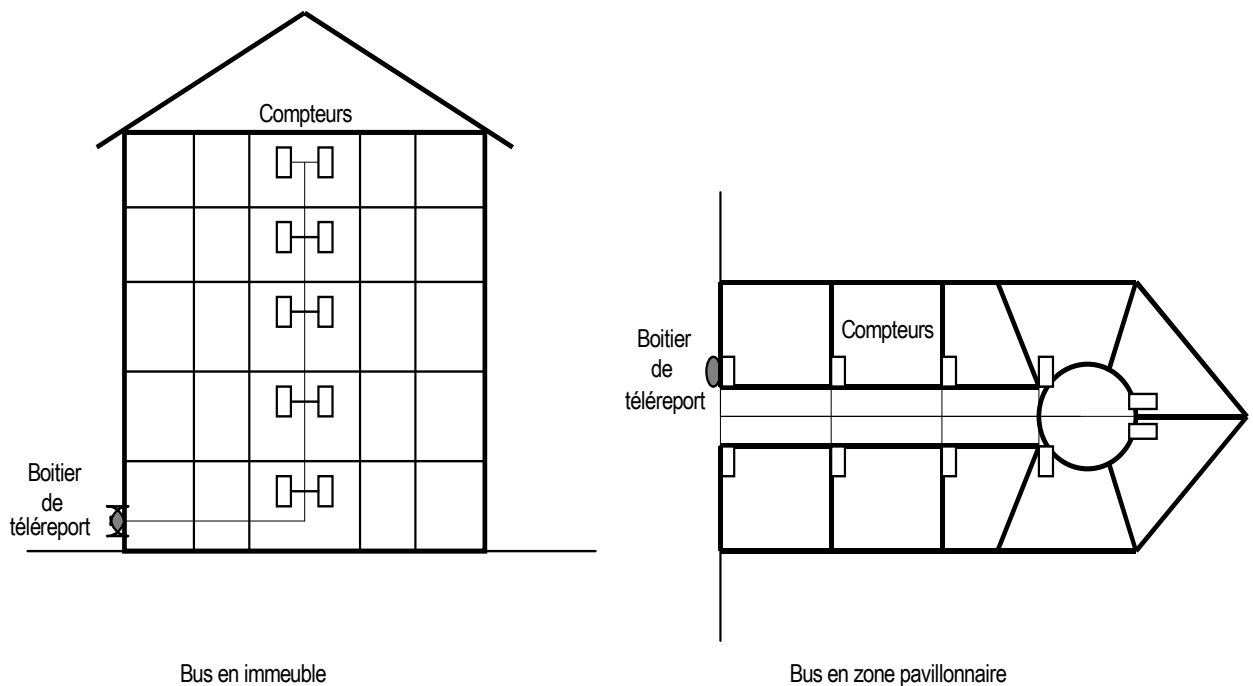 Compteurs
Boitier
de
téléreport
Bus en immeuble
Compteurs
Boitier
de
téléreport
Bus en zone pavillonnaire